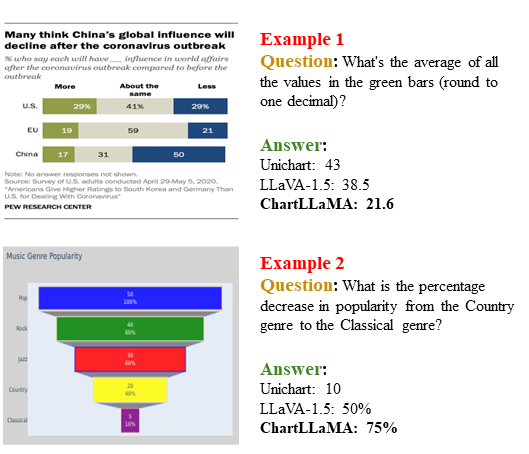 Many think China's global influence will
decline after the coronavirus outbreak
% who say each will have ___ influence in world affairs
after the coronavirus outbreak compared to before the
outbreak
More About the same Less
U.S. 29% 41% 29%
EU 19 59 21
China 17 31 50
Note: No answer responses not shown.
Source: Survey of U.S. adults conducted April 29-May 5, 2020.
"Americans Give Higher Ratings to South Korea and Germany Than
U.S. for Dealing With Coronavirus"
PEW RESEARCH CENTER
Example 1
Question: What's the average of all
the values in the green bars (round to
one decimal)?
Answer:
Unichart: 43
LLaVA-1.5: 38.5
ChartLLaMA: 21.6
Music Genre Popularity
Pop
50
100%
Rock
40
80%
Jazz
30
60%
Country
20
40%
Classical
5
10%
Example 2
Question: What is the percentage
decrease in popularity from the Country
genre to the Classical genre?
Answer:
Unichart: 10
LLaVA-1.5: 50%
ChartLLaMA: 75%